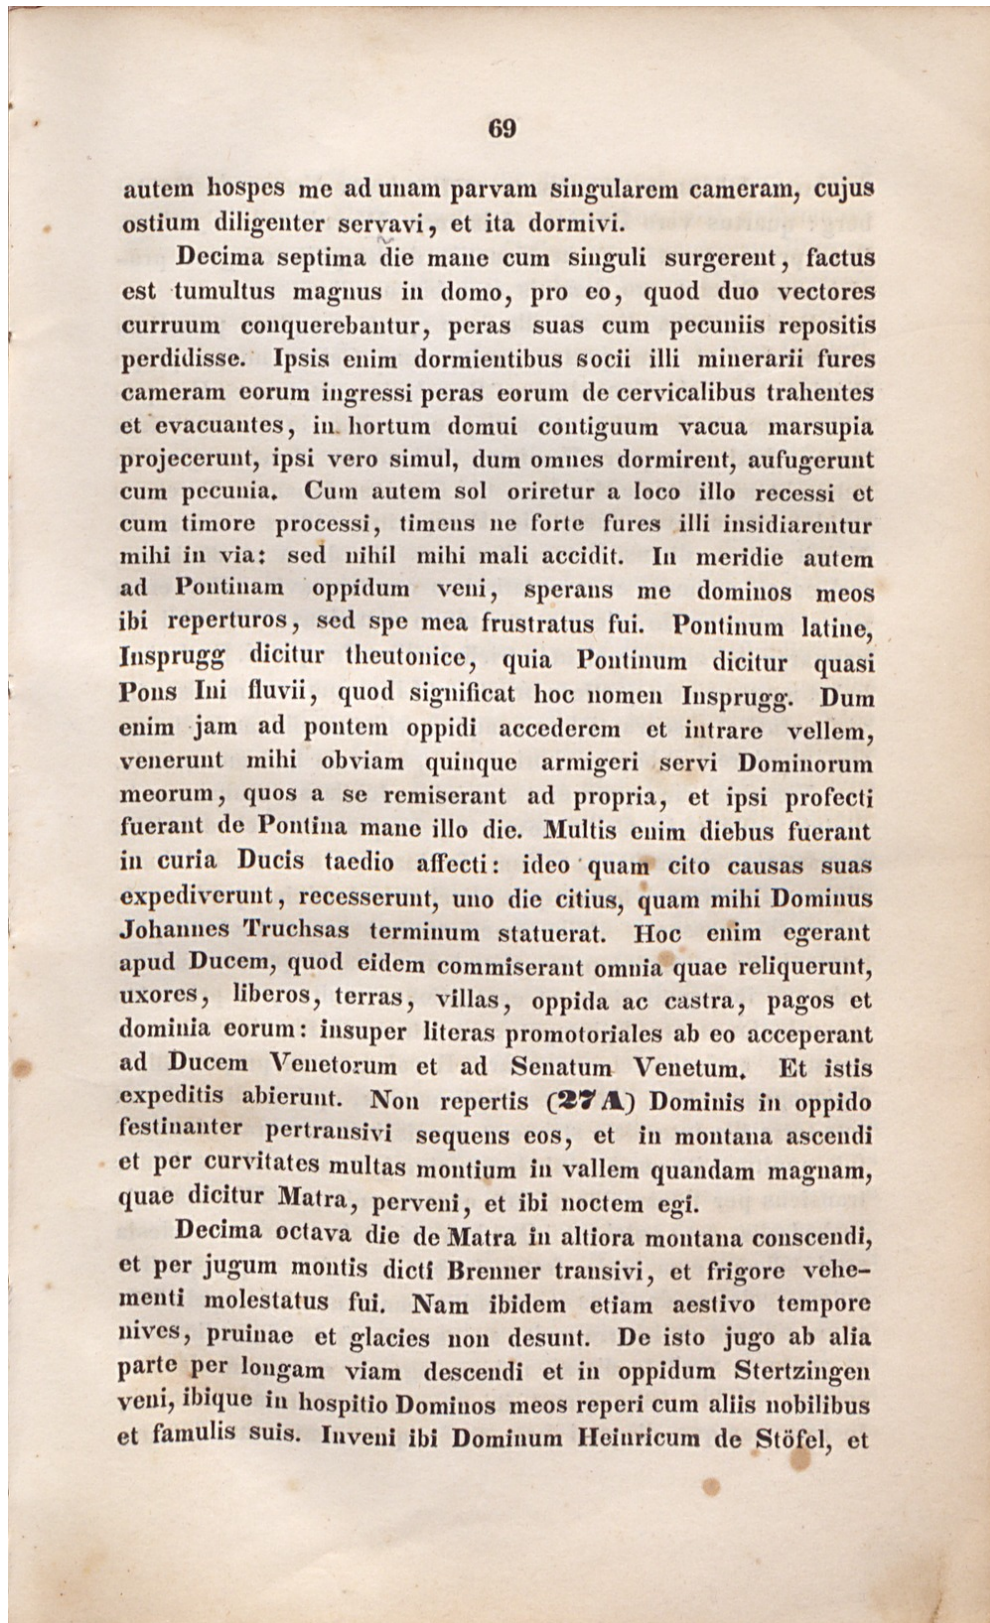 69
autem hospes me ad unam parvam singularem cameram, cujus
ostium diligenter servavi, et ita dormivi.
Decima septima die mane cum singuli surgerent, factus
est tumultus magnus in domo, pro eo, quod duo vectores
curruum conquerebantur, peras suas cum pecuniis repositis
perdidisse. Ipsis enim dormientibus socii illi minerarii fures
cameram eorum ingressi peras eorum de cervicalibus trahentes
et evacuantes, in hortum domui contiguum vacua marsupia
projecerunt, ipsi vero simul, dum omnes dormirent, aufugerunt
cum pecunia. Cum autem sol oriretur a loco illo recessi et
cum timore processi, timens ne forte fures illi insidiarentur
mihi in via: sed nihil mihi mali accidit. In meridie autem
ad Pontinam oppidum veni, sperans me dominos meos
ibi reperturos, sed spe mea frustratus fui. Pontinum latine,
Insprugg dicitur theutonice, quia Pontinum dicitur quasi
Pons Ini fluvii, quod significat hoc nomen Insprugg. Dum
enim jam ad pontem oppidi accederem et intrare vellem,
venerunt mihi obviam quinque armigeri servi Dominorum
meorum, quos a se remiserant ad propria, et ipsi profecti
fuerant de Pontina mane illo die. Multis enim diebus fuerant
in curia Ducis taedio affecti: ideo quam cito causas suas
expediverunt, recesserunt, uno die citius, quam mihi Dominus
Johannes Truchsas terminum statuerat. Hoc enim egerant
apud Ducem, quod eidem commiserant omnia quae reliquerunt,
uxores, liberos, terras, villas, oppida ac castra, pagos et
dominia eorum: insuper literas promotoriales ab eo acceperant
ad Ducem Venetorum et ad Senatum Venetum. Et istis
expeditis abierunt. Non repertis (27 A) Dominis in oppido
festinanter pertransivi sequens eos, et in montana ascendi
et per curvitates multas montium in vallem quandam magnam,
quae dicitur Matra, perveni, et ibi noctem egi.
Decima octava die de Matra in altiora montana conscendi,
et per jugum montis dicti Brenner transivi, et frigore vehe-
menti molestatus fui. Nam ibidem etiam aestivo tempore
nives, pruinae et glacies non desunt. De isto jugo ab alia
parte per longam viam descendi et in oppidum Stertzingen
veni, ibique in hospitio Dominos meos reperi cum aliis nobilibus
et famulis suis. Inveni ibi Dominum Heinricum de Stöfel, et